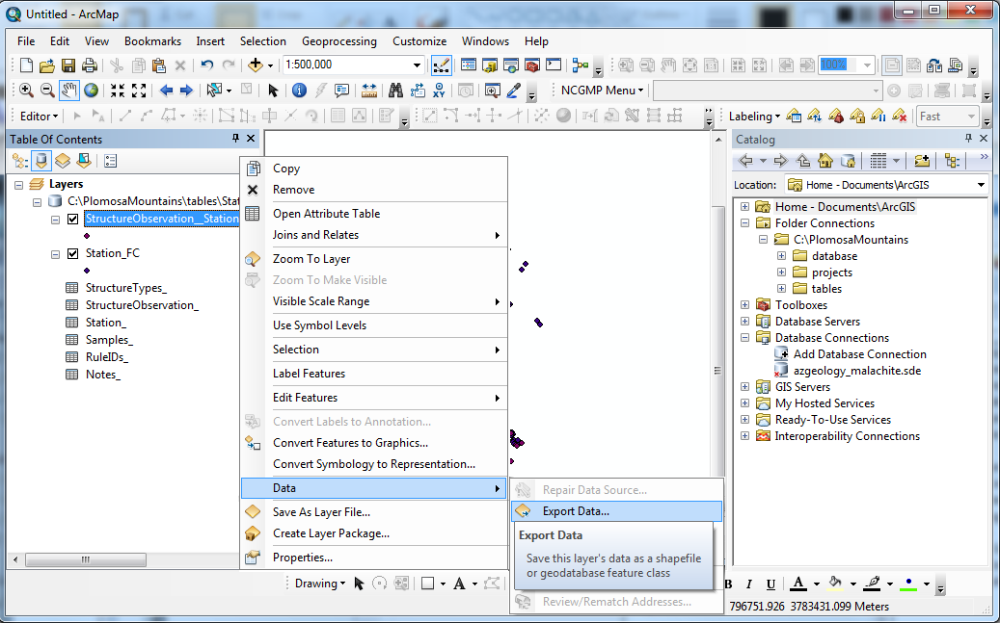 Untitled - ArcMap
File Edit View Bookmarks Insert Selection Geoprocessing Customize Windows Help
1:500,000
100%
NCGMP Menu
Editor
Labeling
Fast
Table Of Contents
Layers
C:\PlomosaMountains\tables\Stat
StructureObservation__Station
Station_FC
StructureTypes_
StructureObservation_
Station_
Samples_
RuleIDs_
Notes_
Copy
Remove
Open Attribute Table
Joins and Relates
Zoom To Layer
Zoom To Make Visible
Visible Scale Range
Use Symbol Levels
Selection
Label Features
Edit Features
Convert Labels to Annotation...
Convert Features to Graphics...
Convert Symbology to Representation...
Data
Save As Layer File...
Create Layer Package...
Properties...
Repair Data Source...
Export Data...
Export Data
Save this layer's data as a shapefile
or geodatabase feature class
Review/Rematch Addresses...
Catalog
Location: Home - Documents\ArcGIS
Home - Documents\ArcGIS
Folder Connections
C:\PlomosaMountains
database
projects
tables
Toolboxes
Database Servers
Database Connections
Add Database Connection
azgeology_malachite.sde
GIS Servers
My Hosted Services
Ready-To-Use Services
Interoperability Connections
Drawing A B I U A
796751.926 3783431.099 Meters